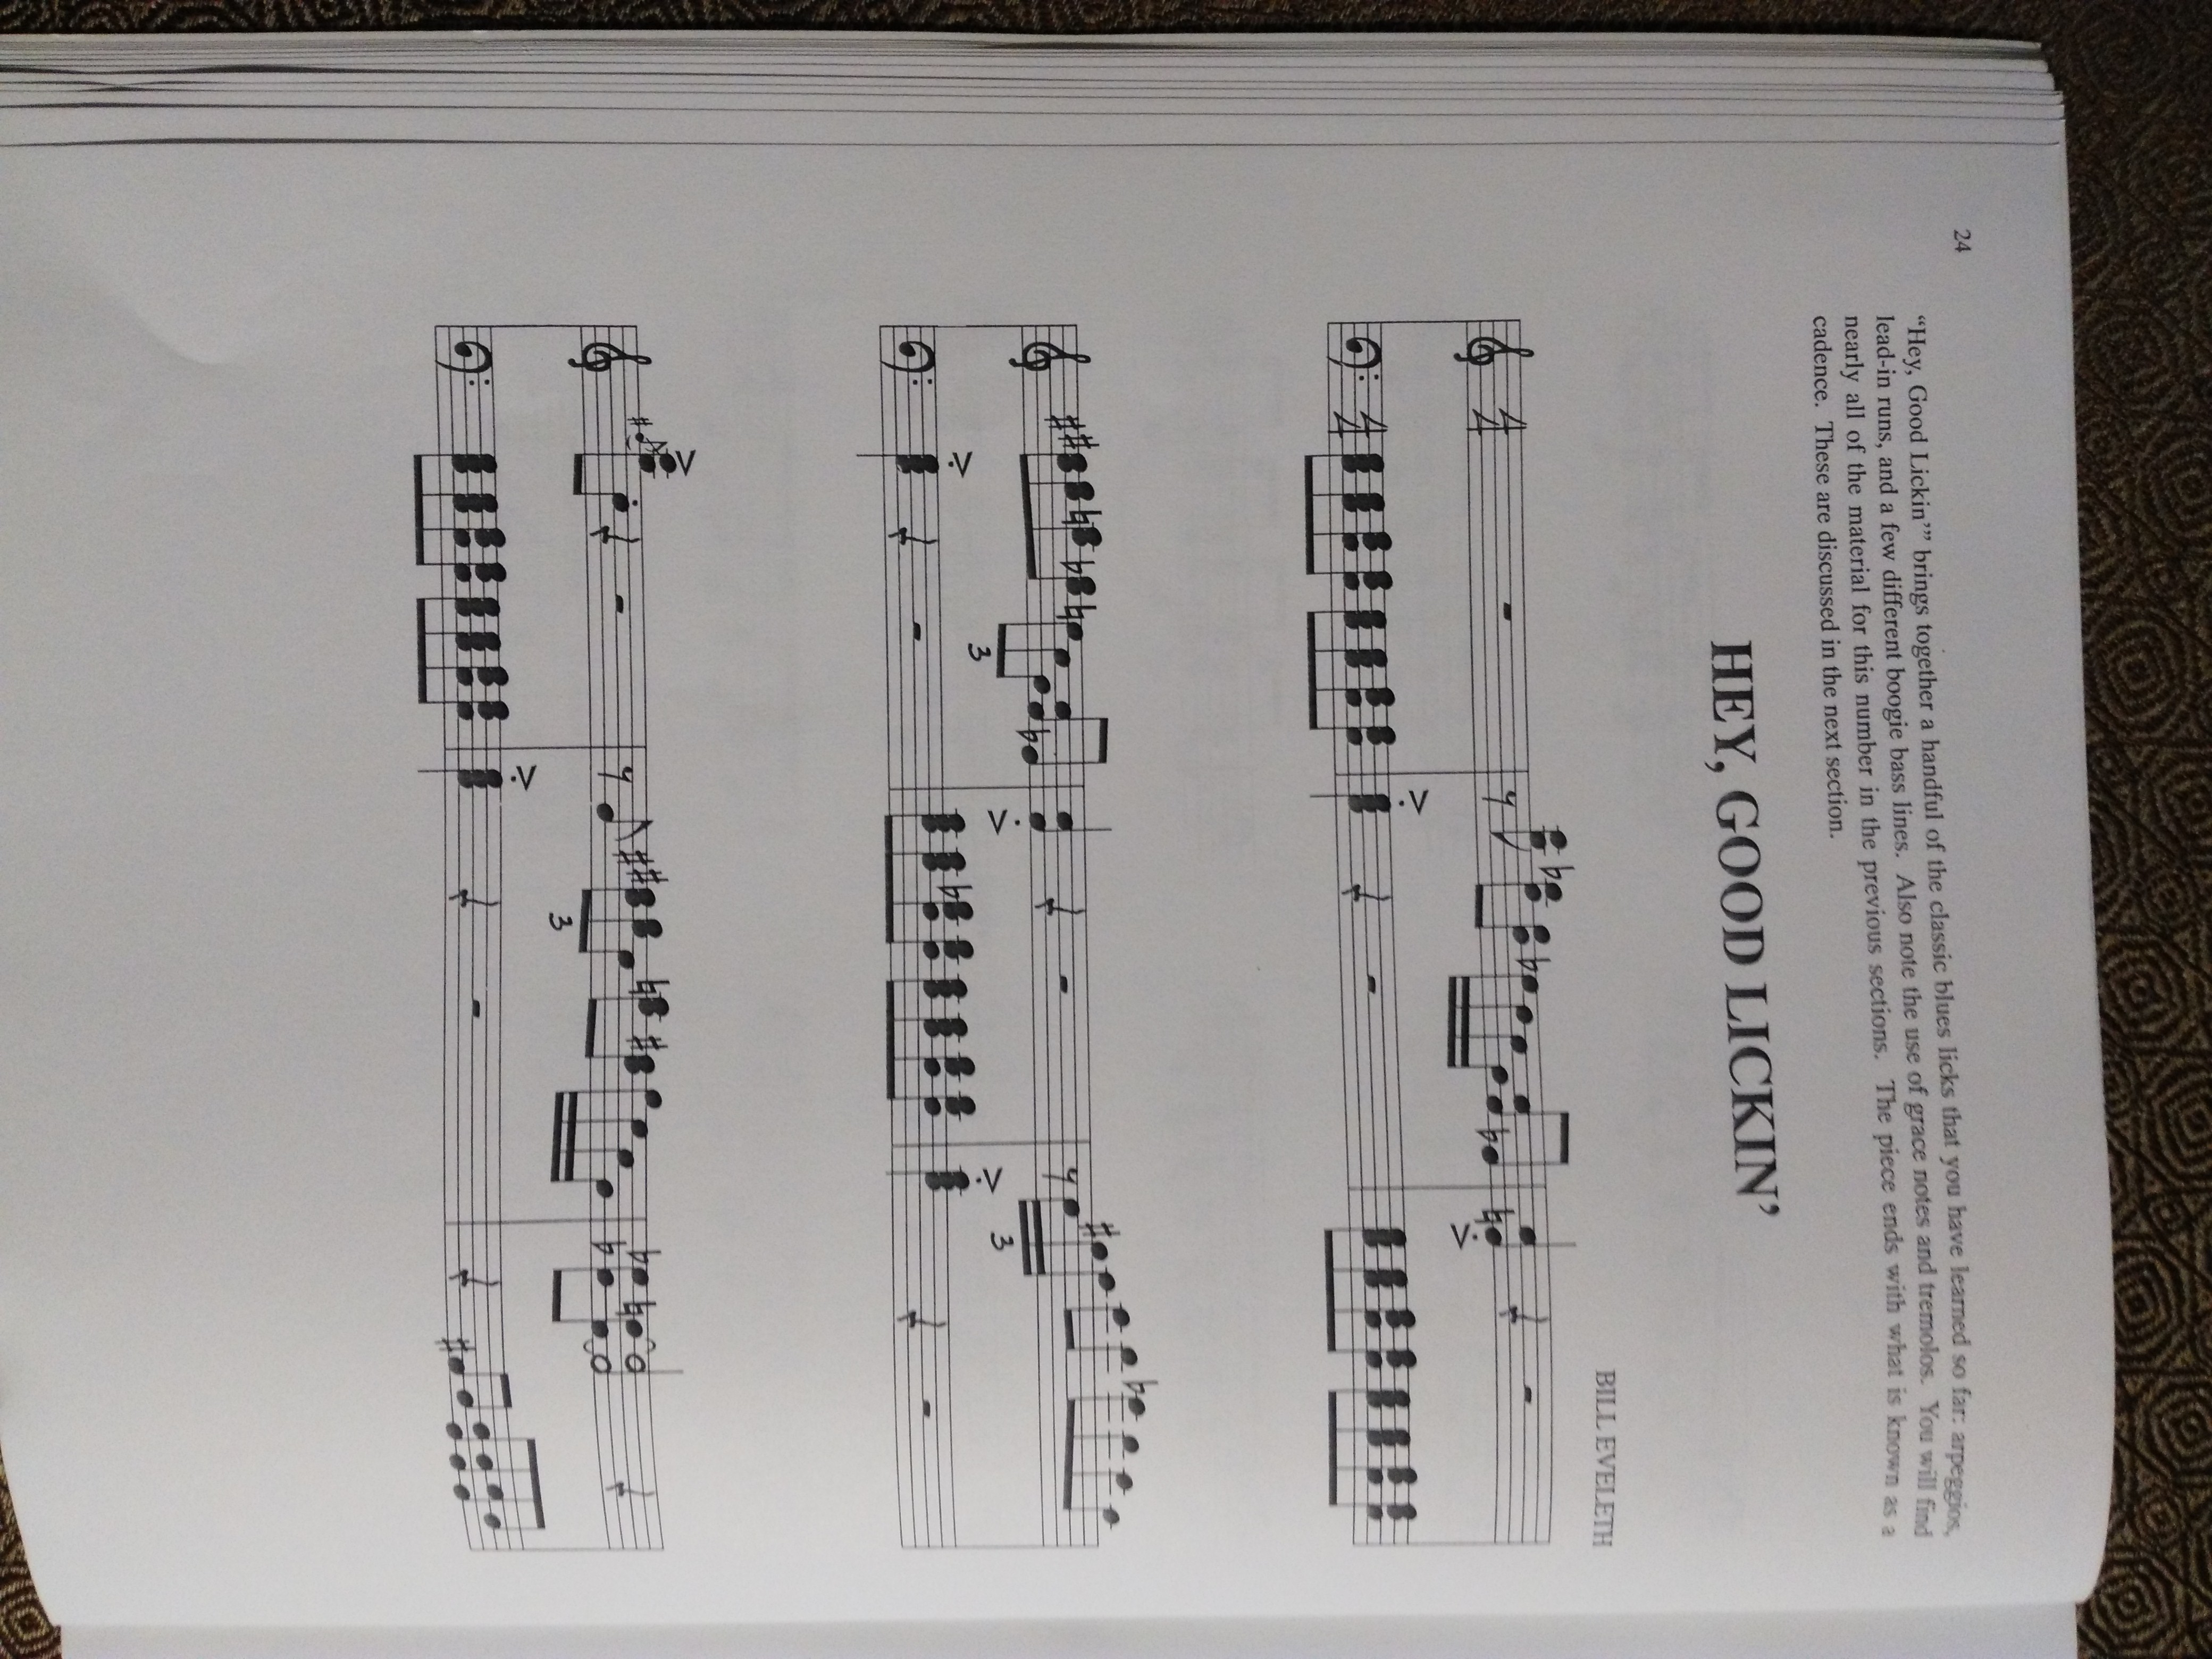 24
“Hey, Good Lickin’” brings together a handful of the classic blues licks that you have learned so far: arpeggios,
lead-in runs, and a few different boogie bass lines. Also note the use of grace notes and tremolos. You will find
nearly all of the material for this number in the previous sections. The piece ends with what is known as a
cadence. These are discussed in the next section.
HEY, GOOD LICKIN’
BILL EVELETH
4
4
4
4
3
3
3